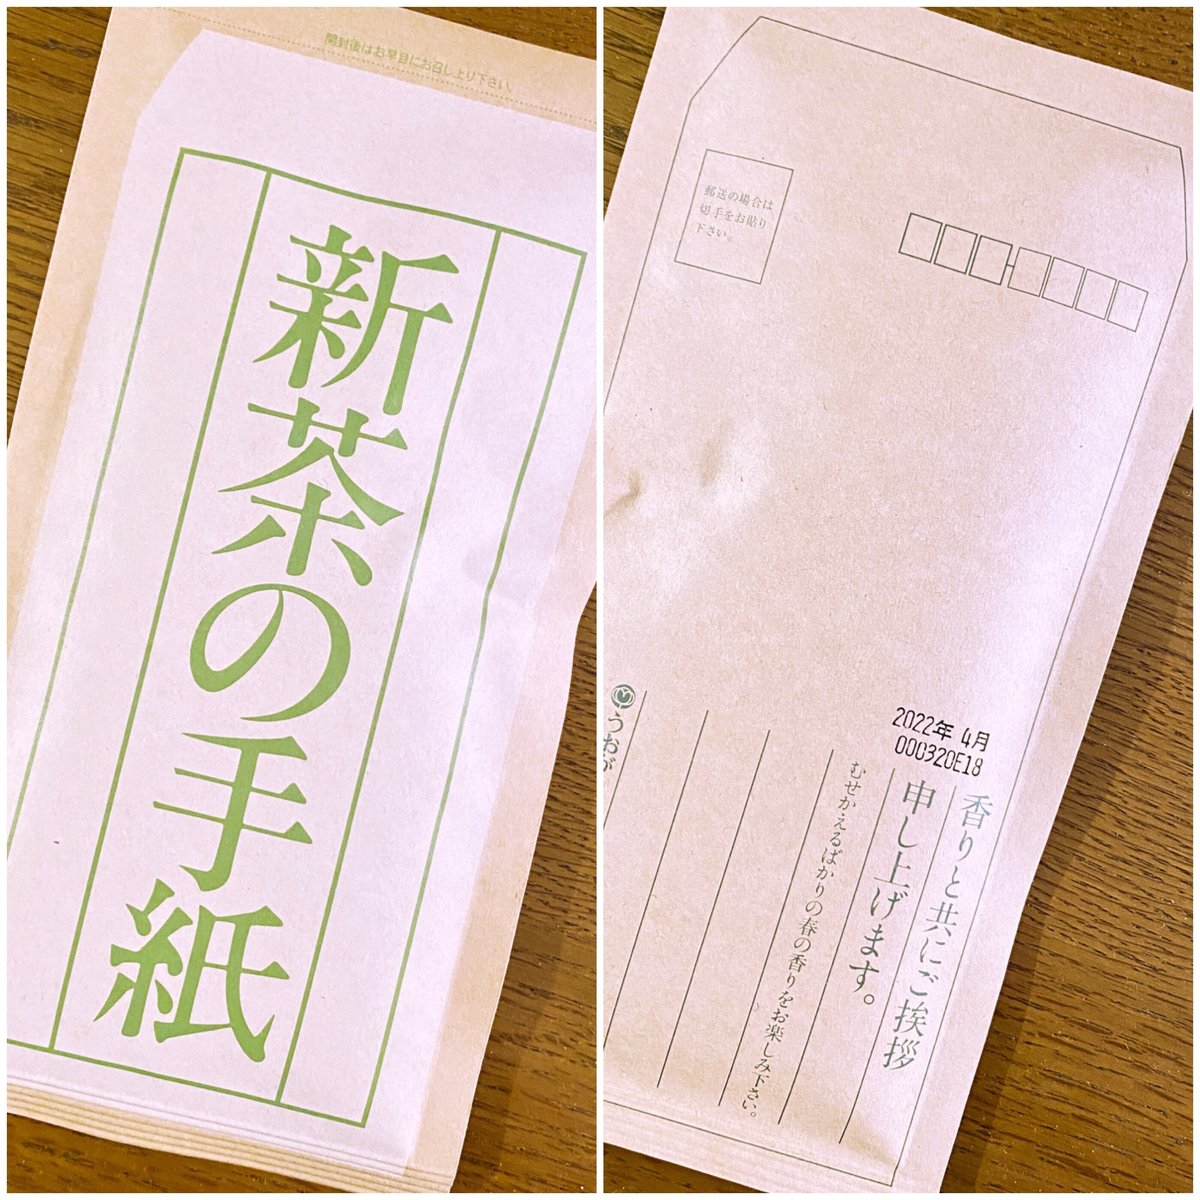 開封後はお早目にお召し上り下さい。
新茶の手紙
郵送の場合は
切手をお貼り
下さい。
2022年 4月
000320E18
香りと共にご挨拶
申し上げます。
むせかえるばかりの春の香りをお楽しみ下さい。
うおが